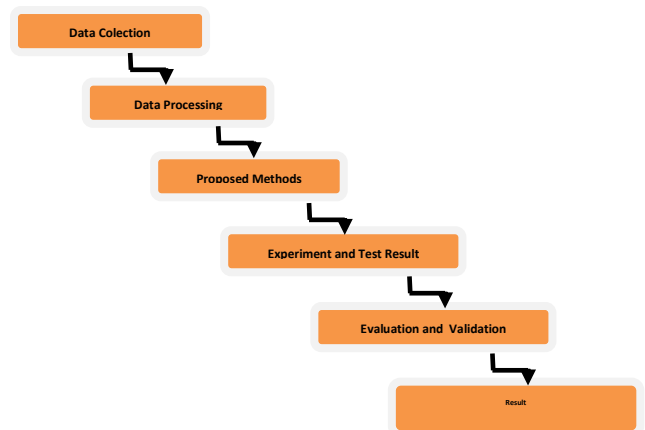 Data Colection
Data Processing
Proposed Methods
Experiment and Test Result
Evaluation and  Validation
Result